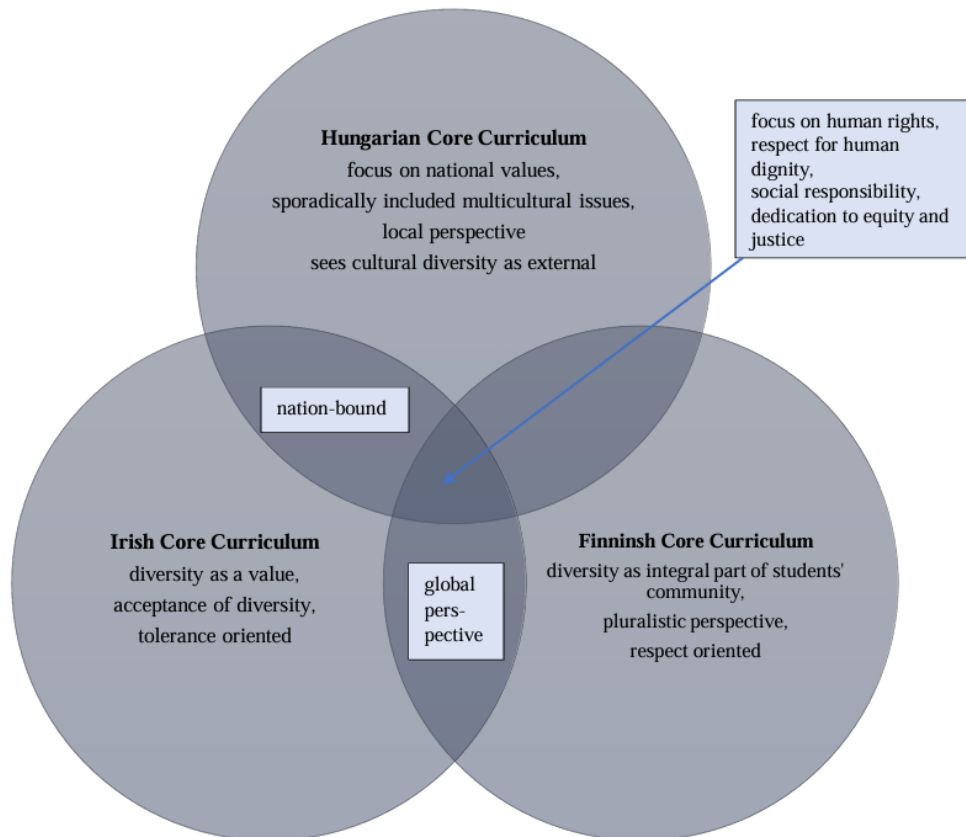 Hungarian Core Curriculum
focus on national values,
sporadically included multicultural issues,
local perspective
sees cultural diversity as external
focus on human rights,
respect for human
dignity,
social responsibility,
dedication to equity and
justice
nation-bound
Irish Core Curriculum
diversity as a value,
acceptance of diversity,
tolerance oriented
global
pers-
pective
Finninsh Core Curriculum
diversity as integral part of students'
community,
pluralistic perspective,
respect oriented